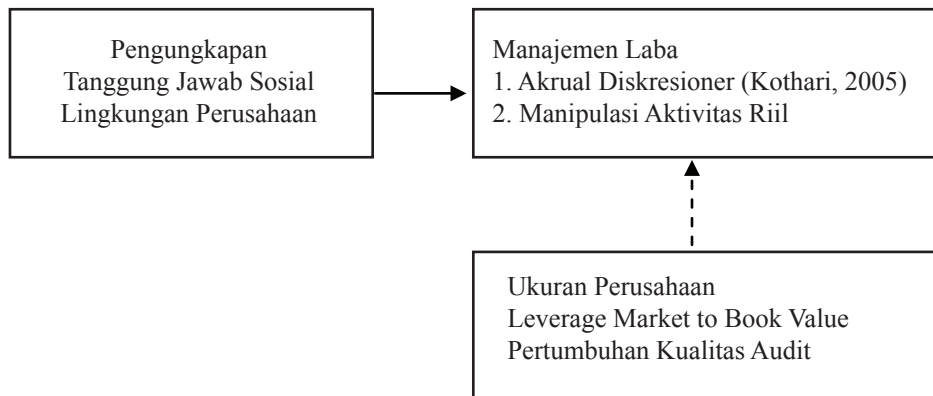 Pengungkapan
Tanggung Jawab Sosial
Lingkungan Perusahaan
Manajemen Laba
1. Akrual Diskresioner (Kothari, 2005)
2. Manipulasi Aktivitas Riil
Ukuran Perusahaan
Leverage Market to Book Value
Pertumbuhan Kualitas Audit